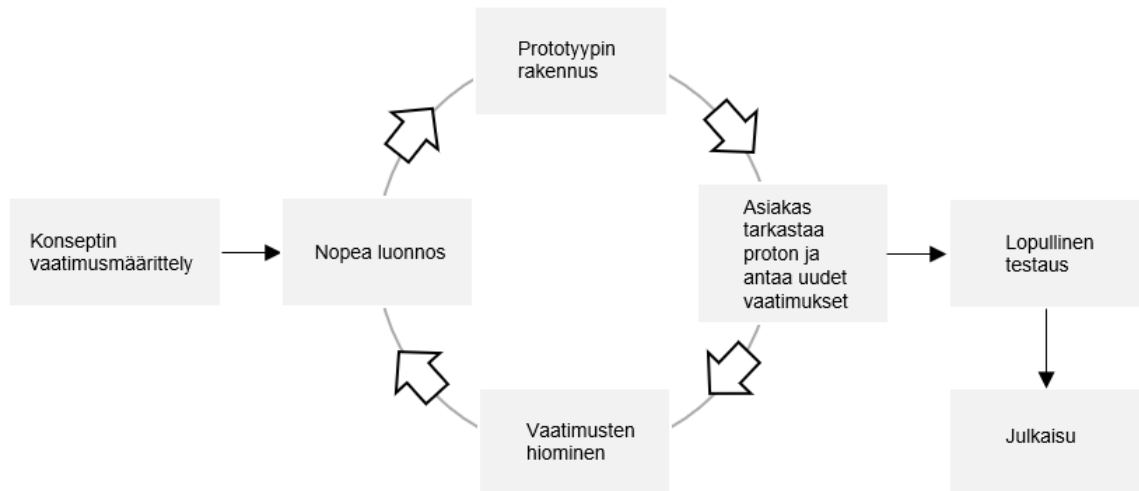 Prototyypin
rakennus
Konseptin
vaatimusmäärittely
Nopea luonnos
Asiakas
tarkastaa
proton ja
antaa uudet
vaatimukset
Lopullinen
testaus
Vaatimusten
hiominen
Julkaisu